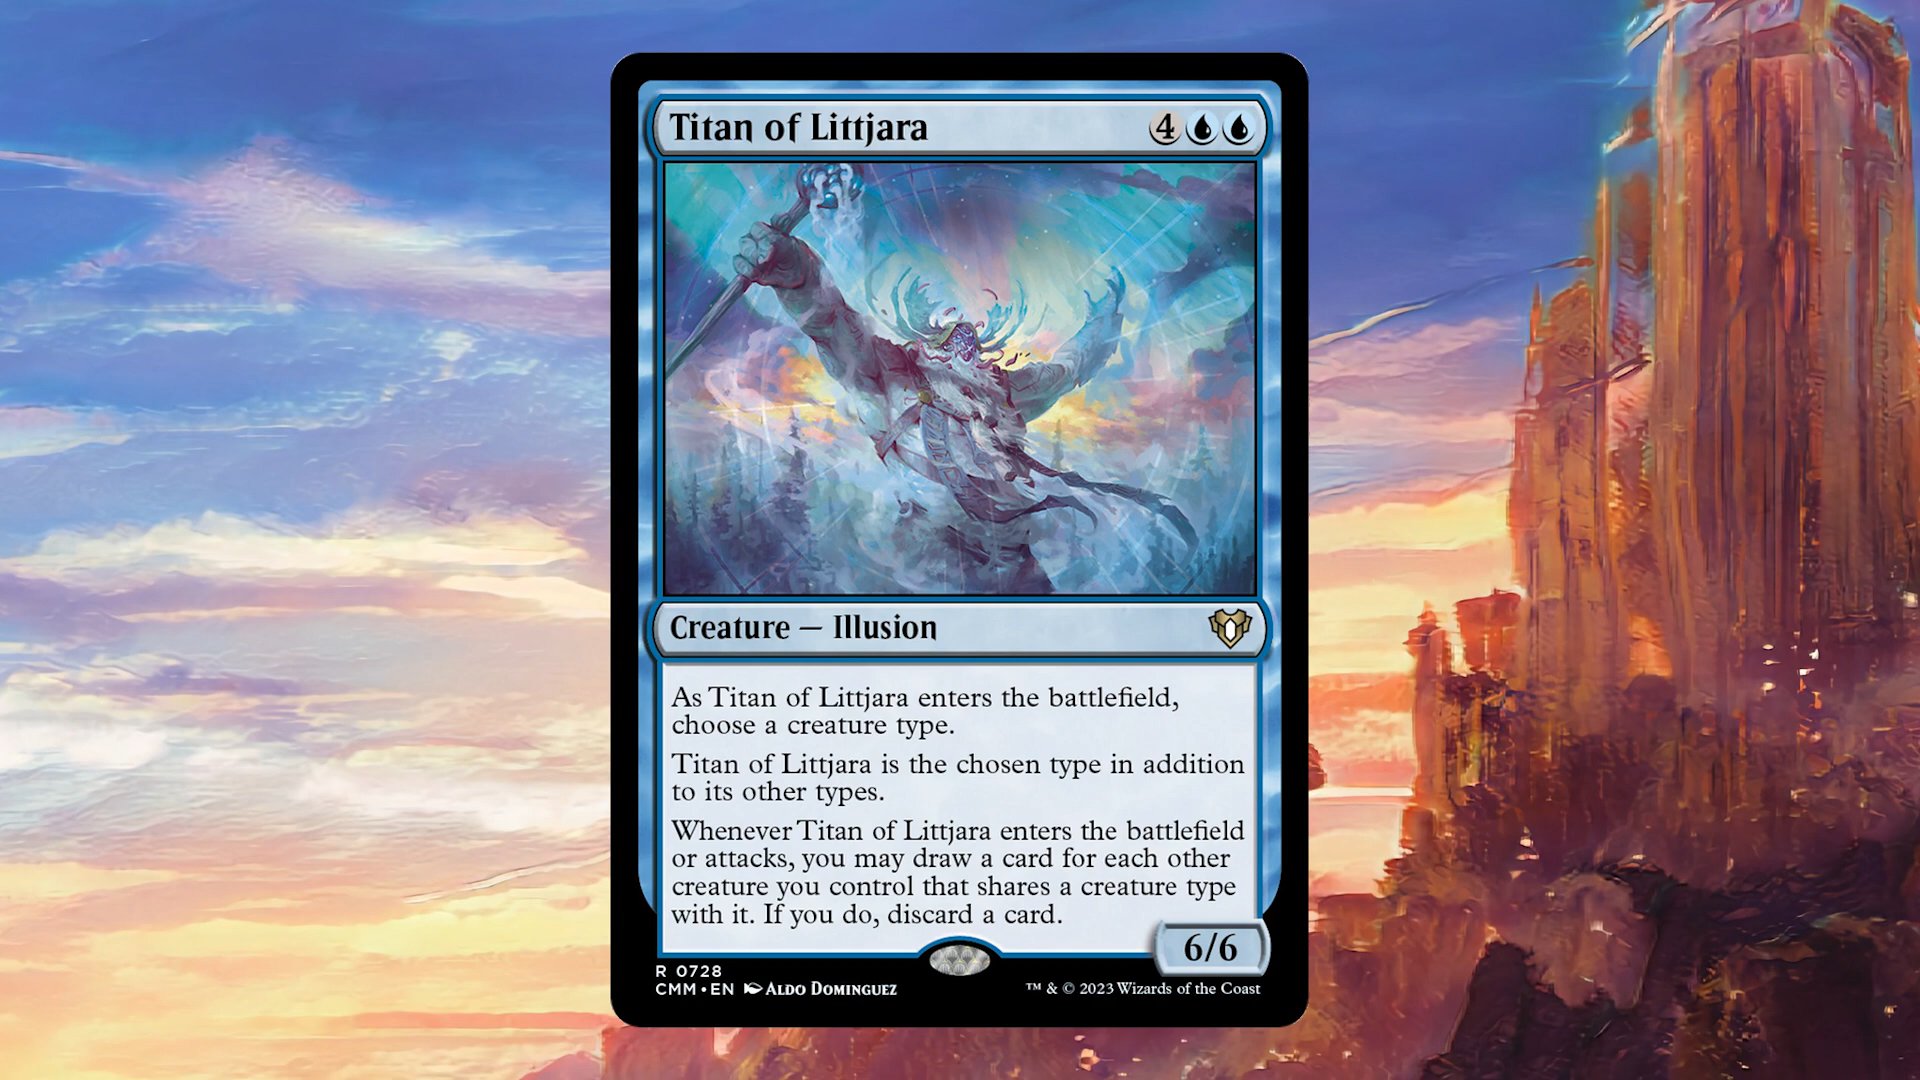 Titan of Littjara 4
Creature — Illusion
As Titan of Littjara enters the battlefield,
choose a creature type.
Titan of Littjara is the chosen type in addition
to its other types.
Whenever Titan of Littjara enters the battlefield
or attacks, you may draw a card for each other
creature you control that shares a creature type
with it. If you do, discard a card.
6/6
R 0728
CMM • EN Aldo Dominguez
™ & © 2023 Wizards of the Coast